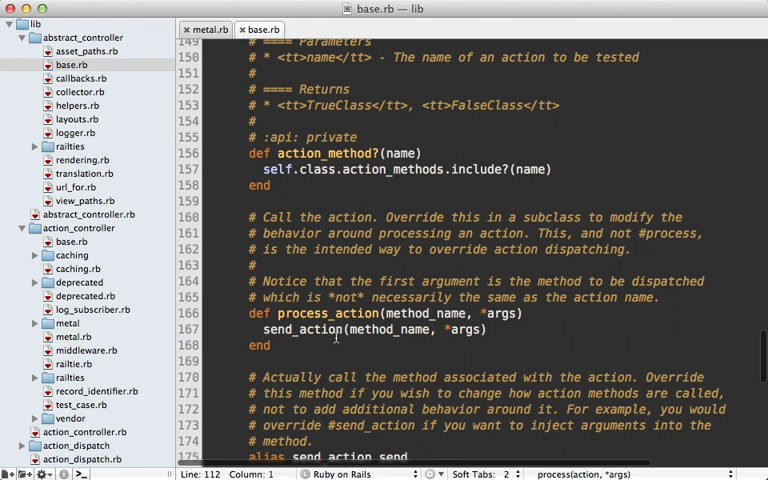 base.rb — lib
lib
abstract_controller
asset_paths.rb
base.rb
callbacks.rb
collector.rb
helpers.rb
layouts.rb
logger.rb
railties
rendering.rb
translation.rb
url_for.rb
view_paths.rb
abstract_controller.rb
action_controller
base.rb
caching
caching.rb
deprecated
deprecated.rb
log_subscriber.rb
metal
metal.rb
middleware.rb
railtie.rb
railties
record_identifier.rb
test_case.rb
vendor
action_controller.rb
action_dispatch
action_dispatch.rb
metal.rb
base.rb
149 # ==== Parameters
150 # * <tt>name</tt> - The name of an action to be tested
151 #
152 # ==== Returns
153 # * <tt>TrueClass</tt>, <tt>FalseClass</tt>
154 #
155 # :api: private
156 def action_method?(name)
157 self.class.action_methods.include?(name)
158 end
159
160 # Call the action. Override this in a subclass to modify the
161 # behavior around processing an action. This, and not #process,
162 # is the intended way to override action dispatching.
163 #
164 # Notice that the first argument is the method to be dispatched
165 # which is *not* necessarily the same as the action name.
166 def process_action(method_name, *args)
167 send_action(method_name, *args)
168 end
169
170 # Actually call the method associated with the action. Override
171 # this method if you wish to change how action methods are called,
172 # not to add additional behavior around it. For example, you would
173 # override #send_action if you want to inject arguments into the
174 # method.
175 alias send_action send
Line: 112 Column: 1
Ruby on Rails
Soft Tabs: 2
process(action, *args)